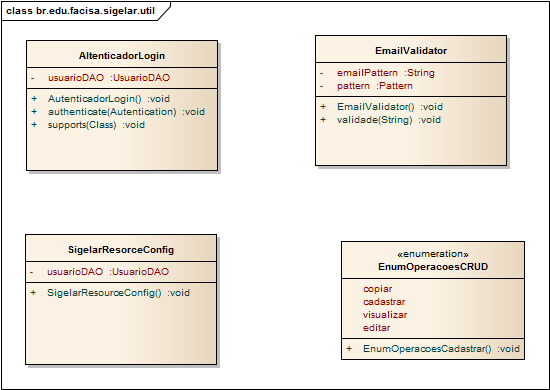 class br.edu.facisa.sigelar.util
AltenticadorLogin
- usuarioDAO :UsuarioDAO
+ AutenticadorLogin() :void
+ authenticate(Autentication) :void
+ supports(Class) :void
EmailValidator
- emailPattern :String
- pattern :Pattern
+ EmailValidator() :void
+ validade(String) :void
SigelarResorceConfig
- usuarioDAO :UsuarioDAO
+ SigelarResourceConfig() :void
«enumeration»
EnumOperacoesCRUD
copiar
cadastrar
visualizar
editar
+ EnumOperacoesCadastrar() :void